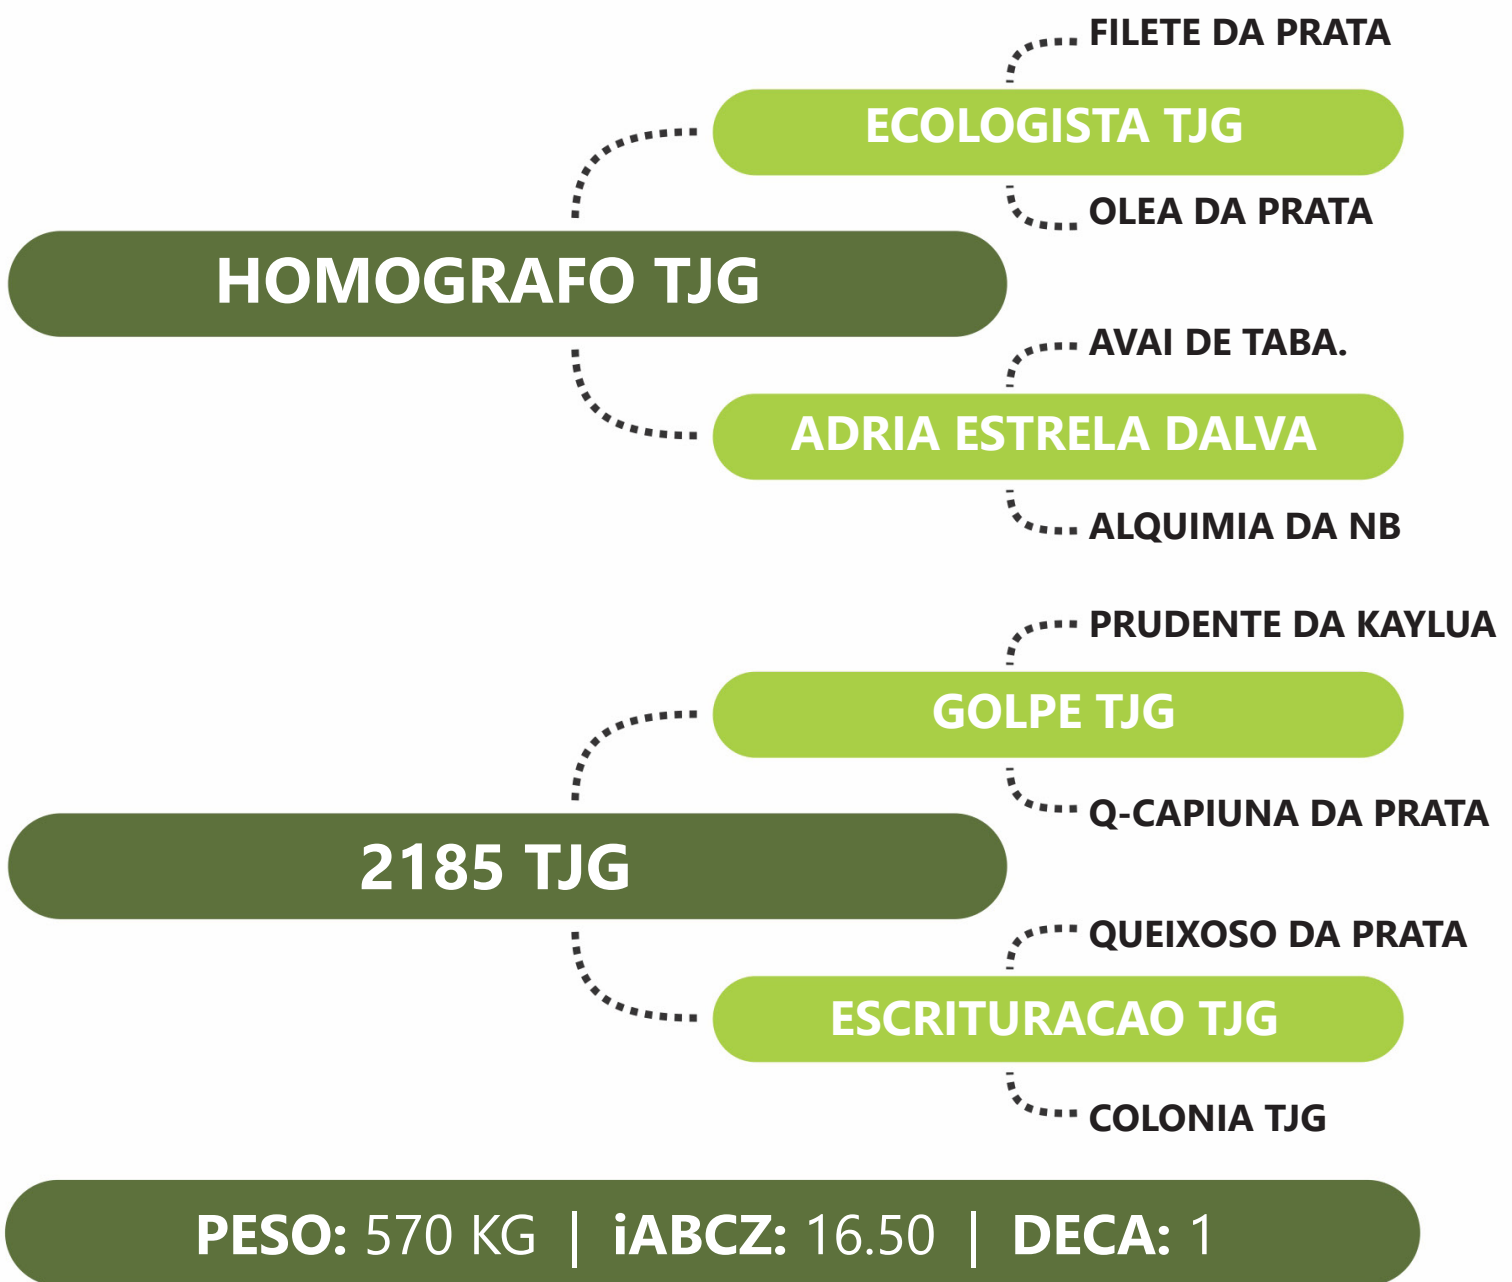 FILETE DA PRATA
ECOLOGISTA TJG
OLEA DA PRATA
HOMOGRAFO TJG
AVAI DE TABA.
ADRIA ESTRELA DALVA
ALQUIMIA DA NB
PRUDENTE DA KAYLUA
GOLPE TJG
Q-CAPIUNA DA PRATA
2185 TJG
QUEIXOSO DA PRATA
ESCRITURACAO TJG
COLONIA TJG
PESO: 570 KG | iABCZ: 16.50 | DECA: 1